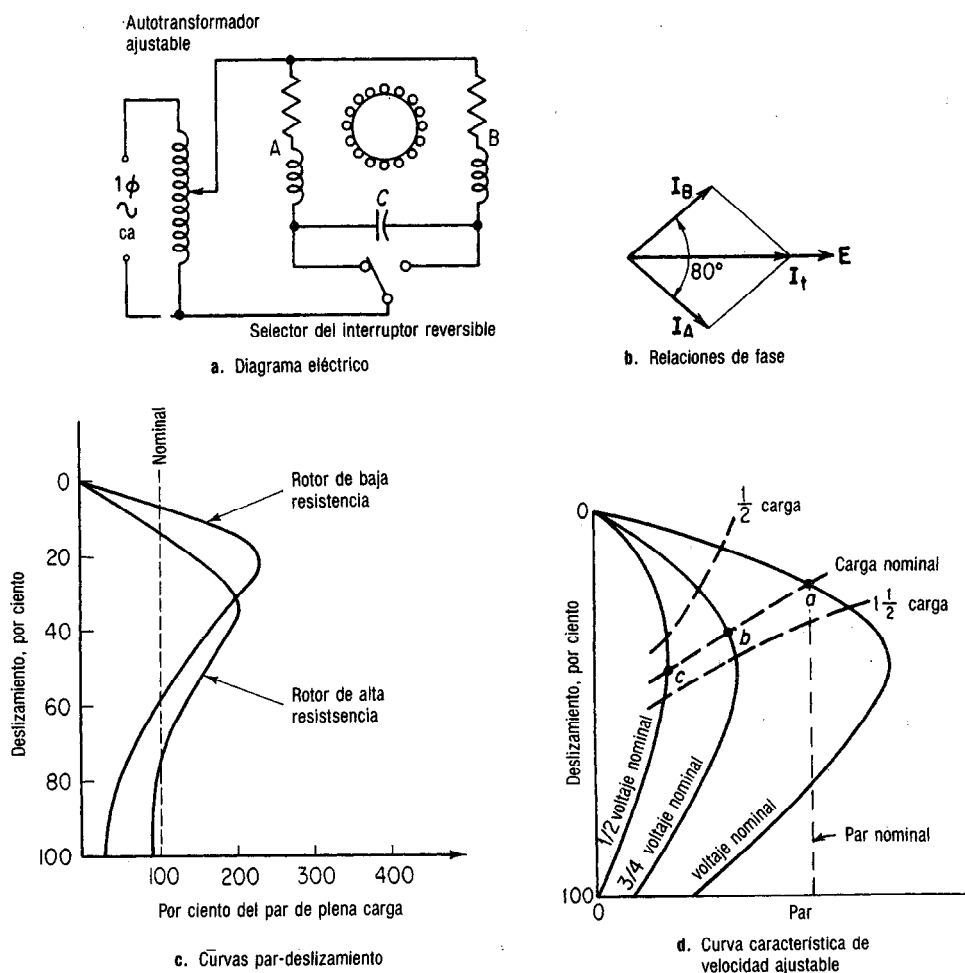 Autotransformador
ajustable
A
B
C
1ϕ
~
ca
Selector del interruptor reversible
a. Diagrama eléctrico
I_B
80°
E
I_t
I_A
b. Relaciones de fase
Nominal
0
20
40
60
80
100
Deslizamiento, por ciento
Rotor de baja
resistencia
Rotor de alta
resistsencia
100 200 300 400
Por ciento del par de plena carga
c. Curvas par-deslizamiento
0
100
Deslizamiento, por ciento
1/2 carga
Carga nominal
1 1/2 carga
a
b
c
1/2 voltaje nominal
3/4 voltaje nominal
voltaje nominal
Par nominal
0
Par
d. Curva característica de
velocidad ajustable